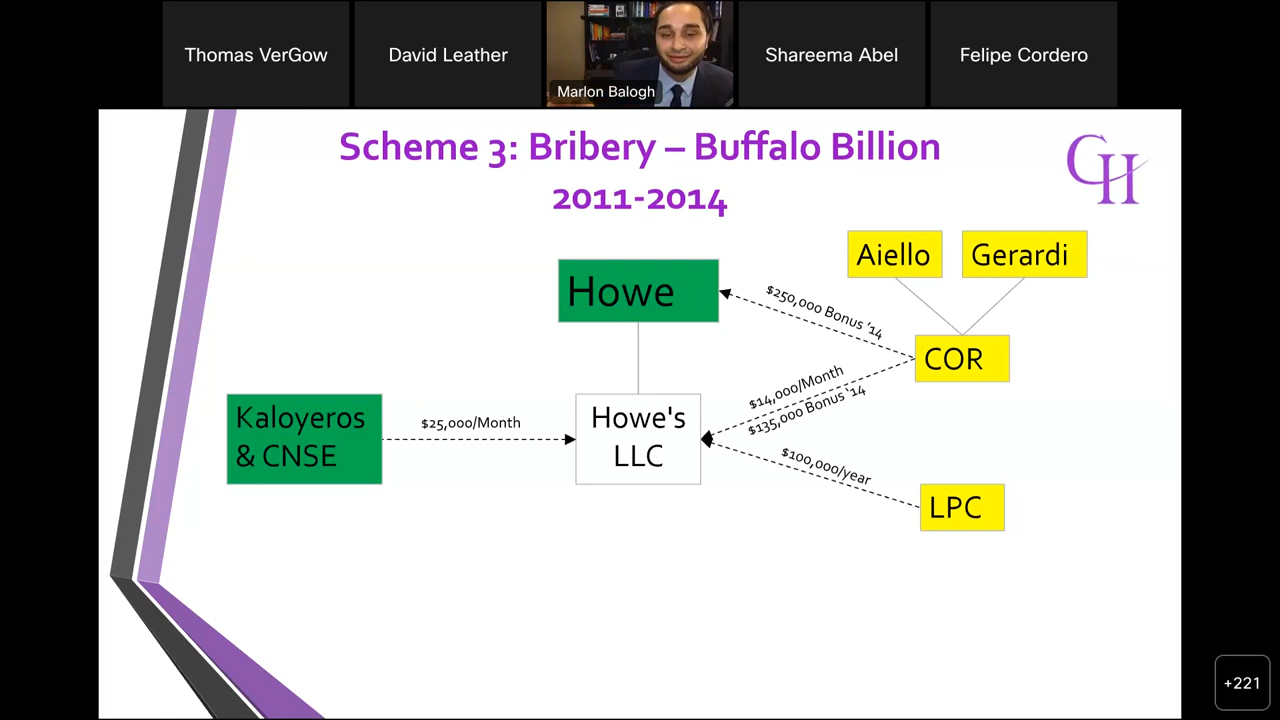 Thomas VerGow
David Leather
Marlon Balogh
Shareema Abel
Felipe Cordero
Scheme 3: Bribery – Buffalo Billion
2011-2014
CH
Aiello
Gerardi
Howe
$250,000 Bonus '14
COR
$14,000/Month
$135,000 Bonus '14
Kaloyeros
& CNSE
$25,000/Month
Howe's
LLC
$100,000/year
LPC
+221